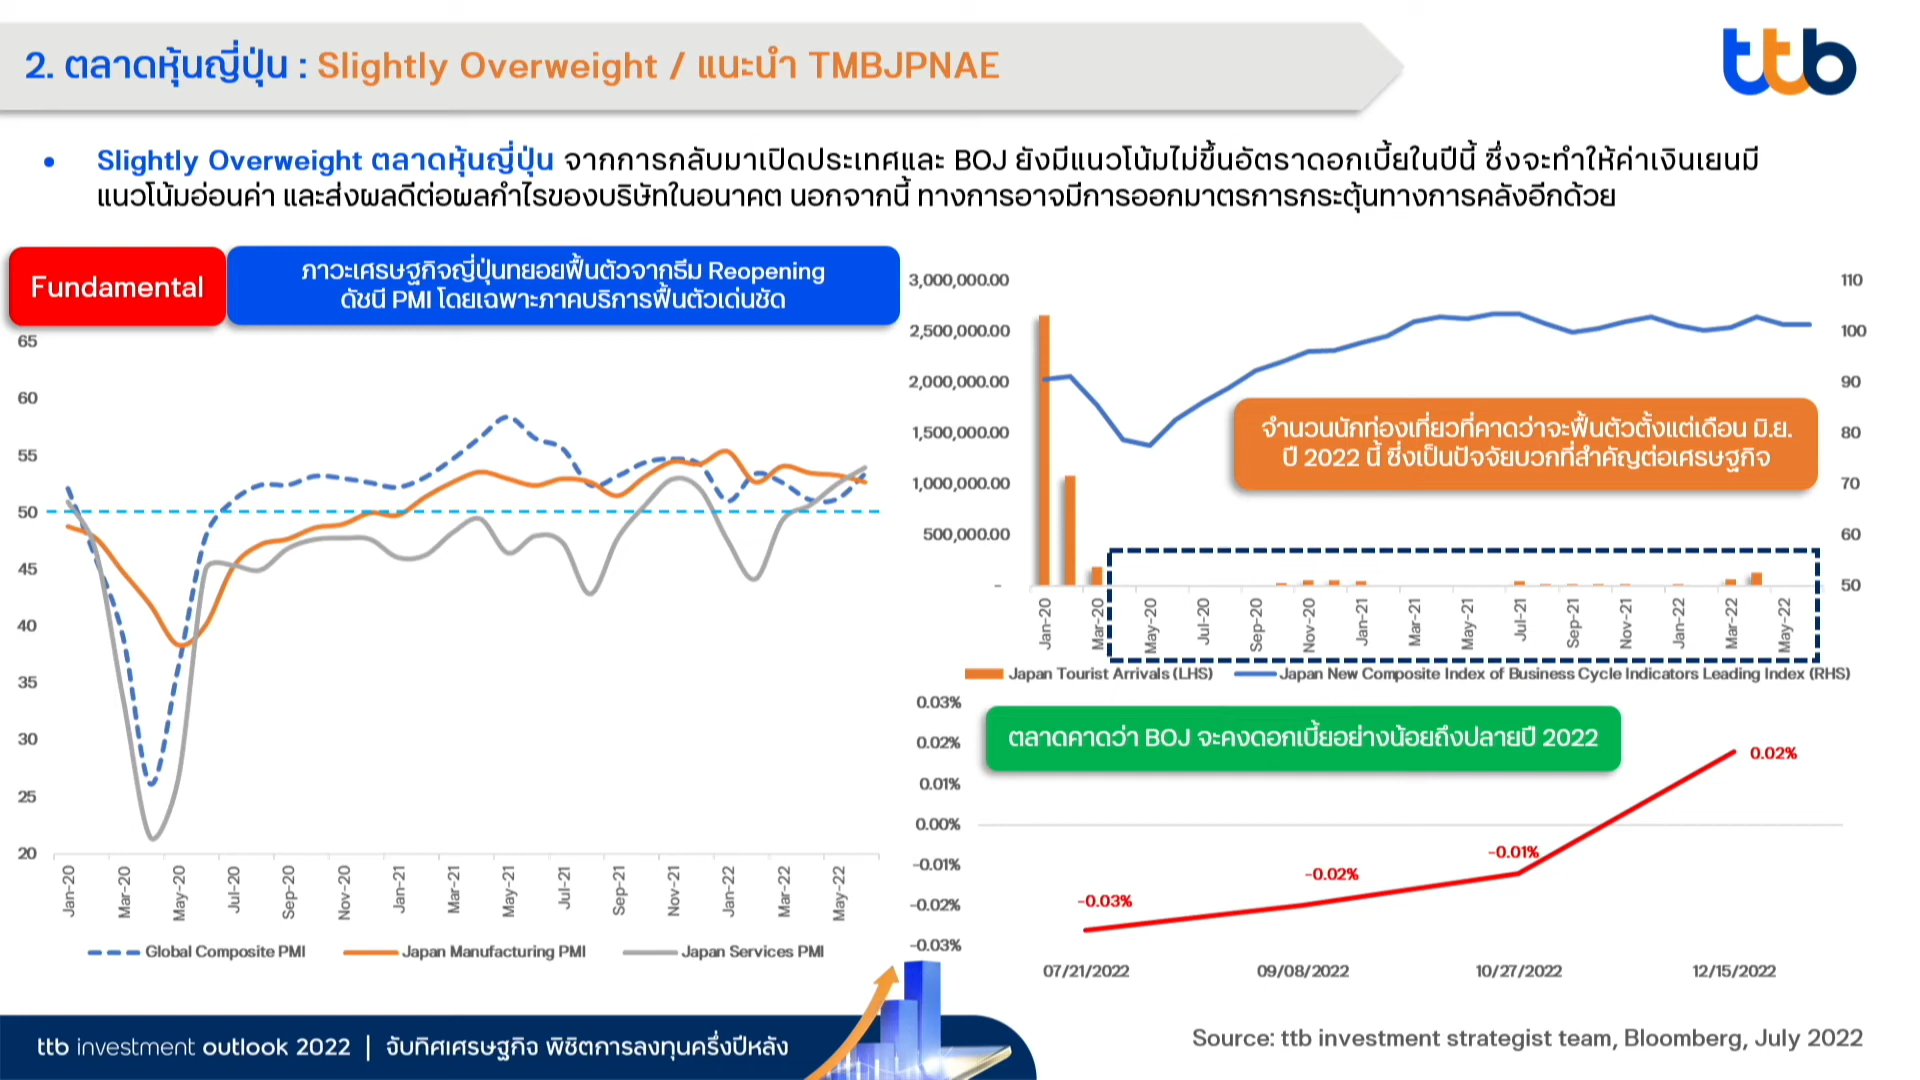 2. ตลาดหุ้นญี่ปุ่น : Slightly Overweight / แนะนำ TMBJPNAE
ttb
• Slightly Overweight ตลาดหุ้นญี่ปุ่น จากการกลับมาเปิดประเทศและ BOJ ยังมีแนวโน้มไม่ขึ้นอัตราดอกเบี้ยในปีนี้ ซึ่งจะทำให้ค่าเงินเยนมี
แนวโน้มอ่อนค่า และส่งผลดีต่อผลกำไรของบริษัทในอนาคต นอกจากนี้ ทางการอาจมีการออกมาตรการกระตุ้นทางการคลังอีกด้วย
Fundamental
ภาวะเศรษฐกิจญี่ปุ่นทยอยฟื้นตัวจากธีม Reopening
ดัชนี PMI โดยเฉพาะภาคบริการฟื้นตัวเด่นชัด
65
60
55
50
45
40
35
30
25
20
Jan-20 Mar-20 May-20 Jul-20 Sep-20 Nov-20 Jan-21 Mar-21 May-21 Jul-21 Sep-21 Nov-21 Jan-22 Mar-22 May-22
Global Composite PMI Japan Manufacturing PMI Japan Services PMI
3,000,000.00
2,500,000.00
2,000,000.00
1,500,000.00
1,000,000.00
500,000.00
-
110
100
90
80
70
60
50
จำนวนนักท่องเที่ยวที่คาดว่าจะฟื้นตัวตั้งแต่เดือน มิ.ย.
ปี 2022 นี้ ซึ่งเป็นปัจจัยบวกที่สำคัญต่อเศรษฐกิจ
Jan-20 Mar-20 May-20 Jul-20 Sep-20 Nov-20 Jan-21 Mar-21 May-21 Jul-21 Sep-21 Nov-21 Jan-22 Mar-22 May-22
Japan Tourist Arrivals (LHS) Japan New Composite Index of Business Cycle Indicators Leading Index (RHS)
0.03%
0.02%
0.01%
0.00%
-0.01%
-0.02%
-0.03%
ตลาดคาดว่า BOJ จะคงดอกเบี้ยอย่างน้อยถึงปลายปี 2022
-0.03%
-0.02%
-0.01%
0.02%
07/21/2022 09/08/2022 10/27/2022 12/15/2022
ttb investment outlook 2022 | จับทิศเศรษฐกิจ พิชิตการลงทุนครึ่งปีหลัง
Source: ttb investment strategist team, Bloomberg, July 2022